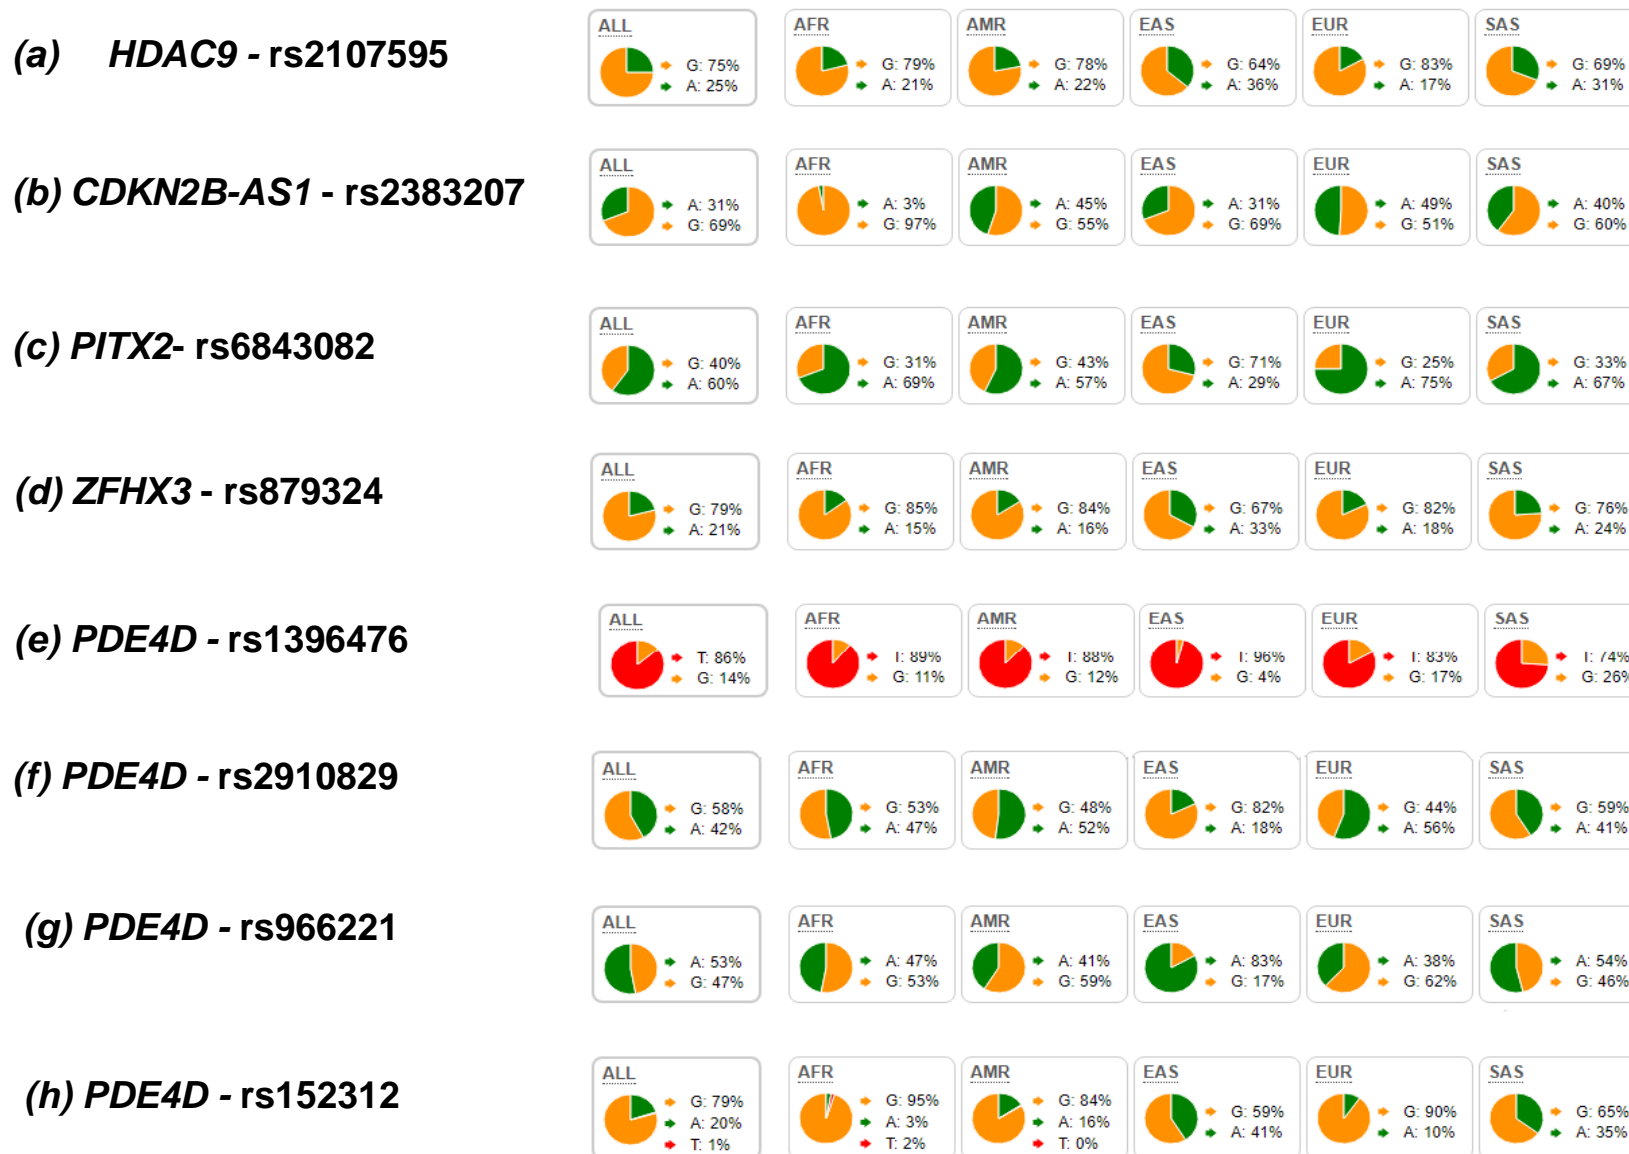 (a) HDAC9 - rs2107595
ALL AFR AMR EAS EUR SAS
G: 75% G: 79% G: 78% G: 64% G: 83% G: 69%
A: 25% A: 21% A: 22% A: 36% A: 17% A: 31%
(b) CDKN2B-AS1 - rs2383207
ALL AFR AMR EAS EUR SAS
A: 31% A: 3% A: 45% A: 31% A: 49% A: 40%
G: 69% G: 97% G: 55% G: 69% G: 51% G: 60%
(c) PITX2- rs6843082
ALL AFR AMR EAS EUR SAS
G: 40% G: 31% G: 43% G: 71% G: 25% G: 33%
A: 60% A: 69% A: 57% A: 29% A: 75% A: 67%
(d) ZFHX3 - rs879324
ALL AFR AMR EAS EUR SAS
G: 79% G: 85% G: 84% G: 67% G: 82% G: 76%
A: 21% A: 15% A: 16% A: 33% A: 18% A: 24%
(e) PDE4D - rs1396476
ALL AFR AMR EAS EUR SAS
T: 86% T: 89% T: 88% T: 96% T: 83% T: 74%
G: 14% G: 11% G: 12% G: 4% G: 17% G: 26%
(f) PDE4D - rs2910829
ALL AFR AMR EAS EUR SAS
G: 58% G: 53% G: 48% G: 82% G: 44% G: 59%
A: 42% A: 47% A: 52% A: 18% A: 56% A: 41%
(g) PDE4D - rs966221
ALL AFR AMR EAS EUR SAS
A: 53% A: 47% A: 41% A: 83% A: 38% A: 54%
G: 47% G: 53% G: 59% G: 17% G: 62% G: 46%
(h) PDE4D - rs152312
ALL AFR AMR EAS EUR SAS
G: 79% G: 95% G: 84% G: 59% G: 90% G: 65%
A: 20% A: 3% A: 16% A: 41% A: 10% A: 35%
T: 1% T: 2% T: 0%